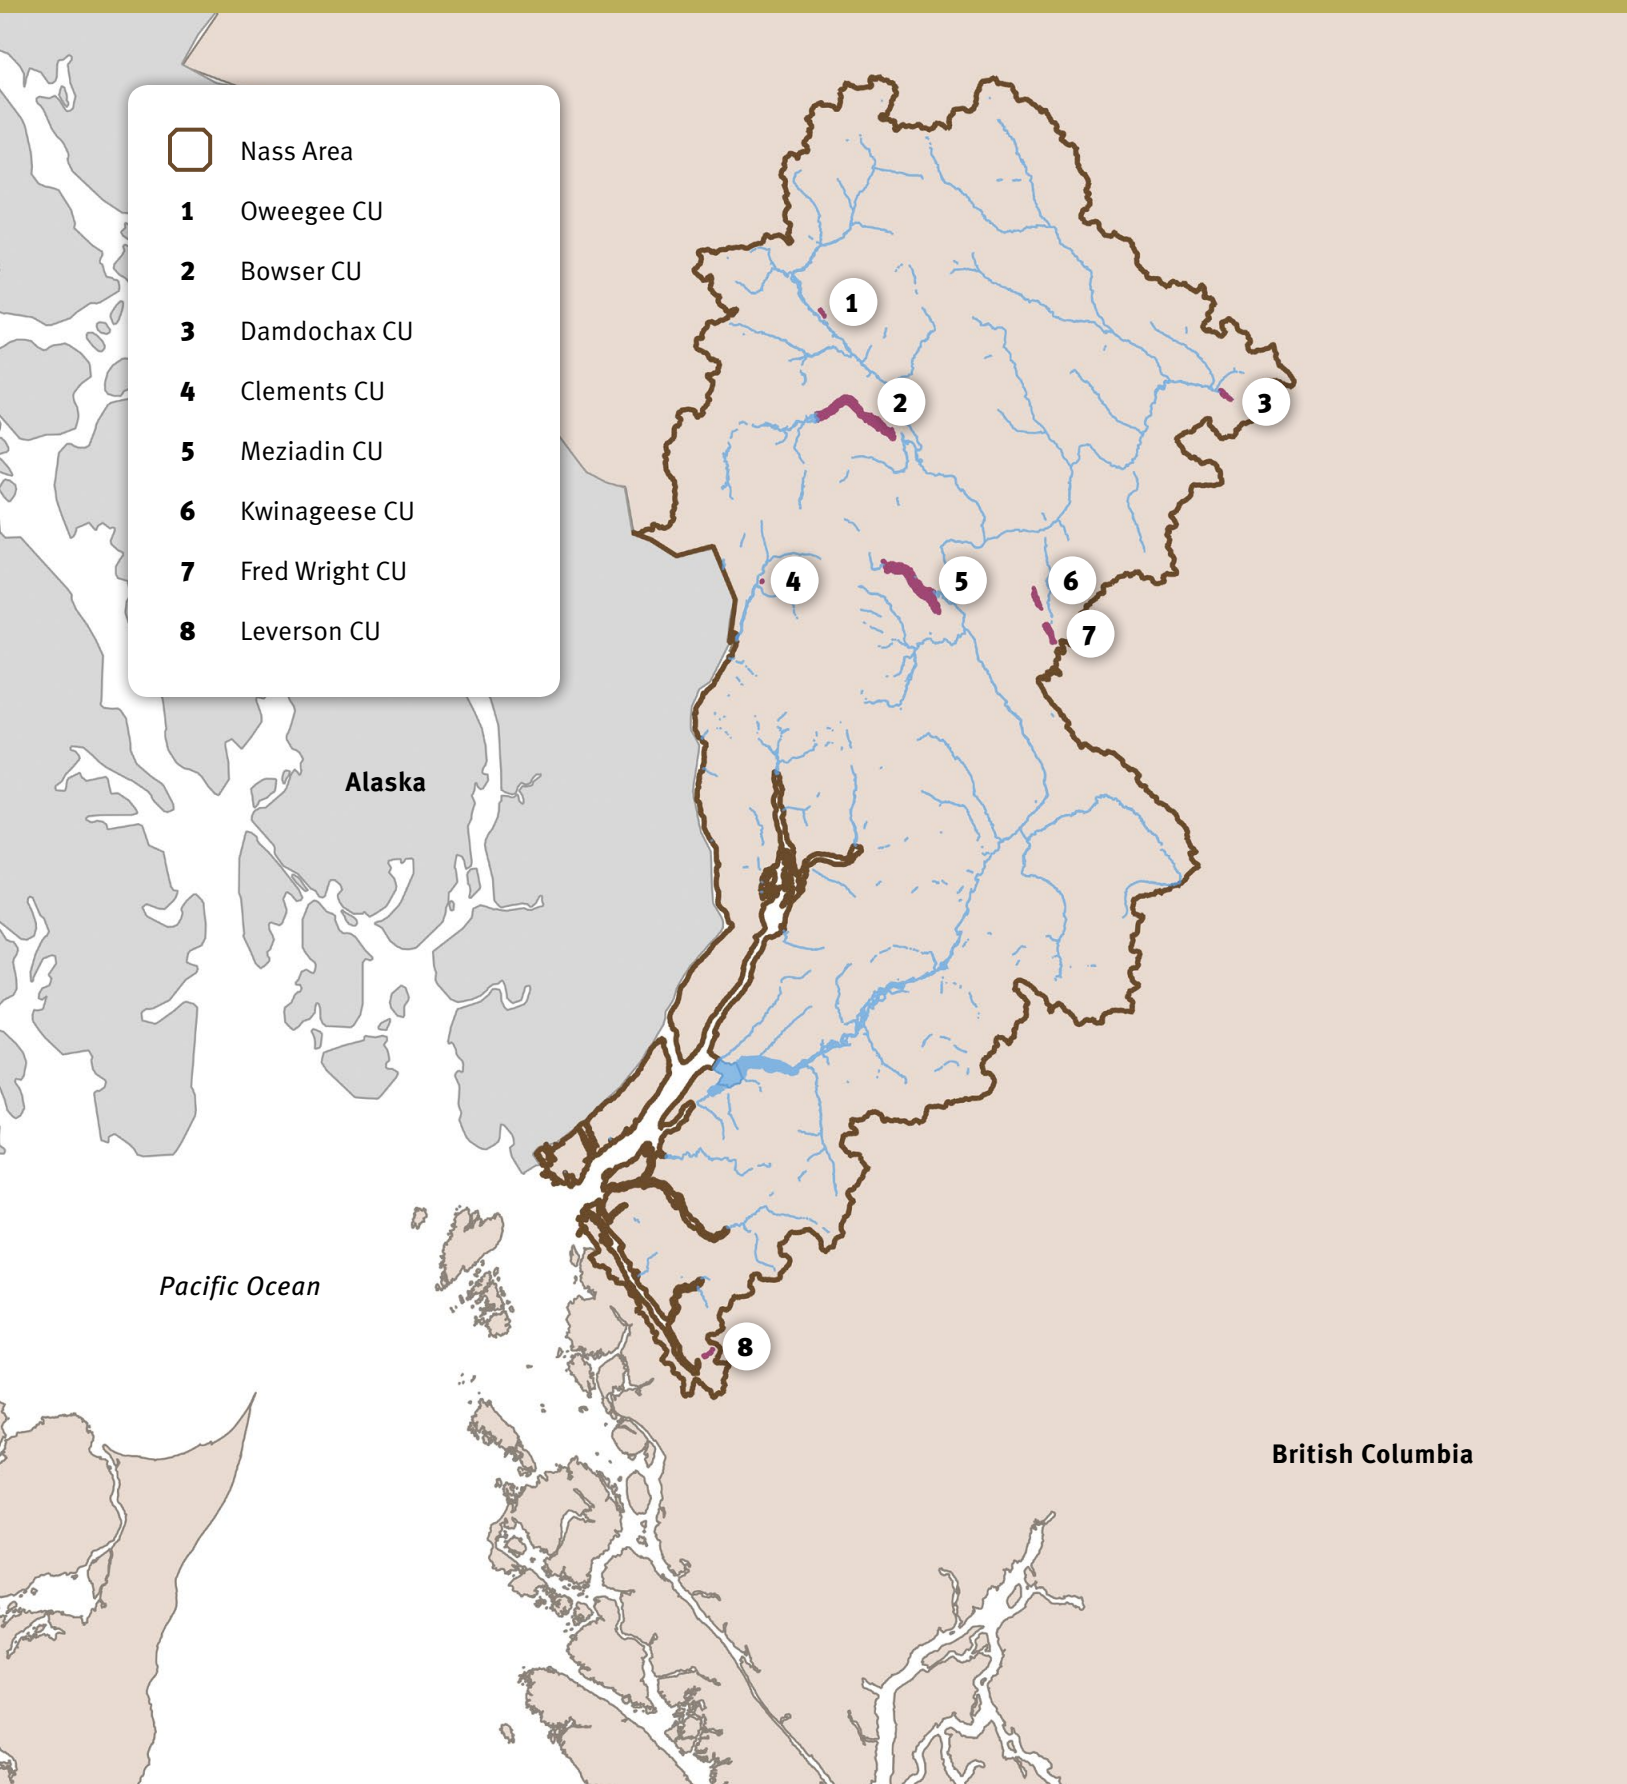 Nass Area
1 Oweegee CU
2 Bowser CU
3 Damdochax CU
4 Clements CU
5 Meziadin CU
6 Kwinageese CU
7 Fred Wright CU
8 Leverson CU
1
2
3
4
5
6
7
Alaska
Pacific Ocean
8
British Columbia